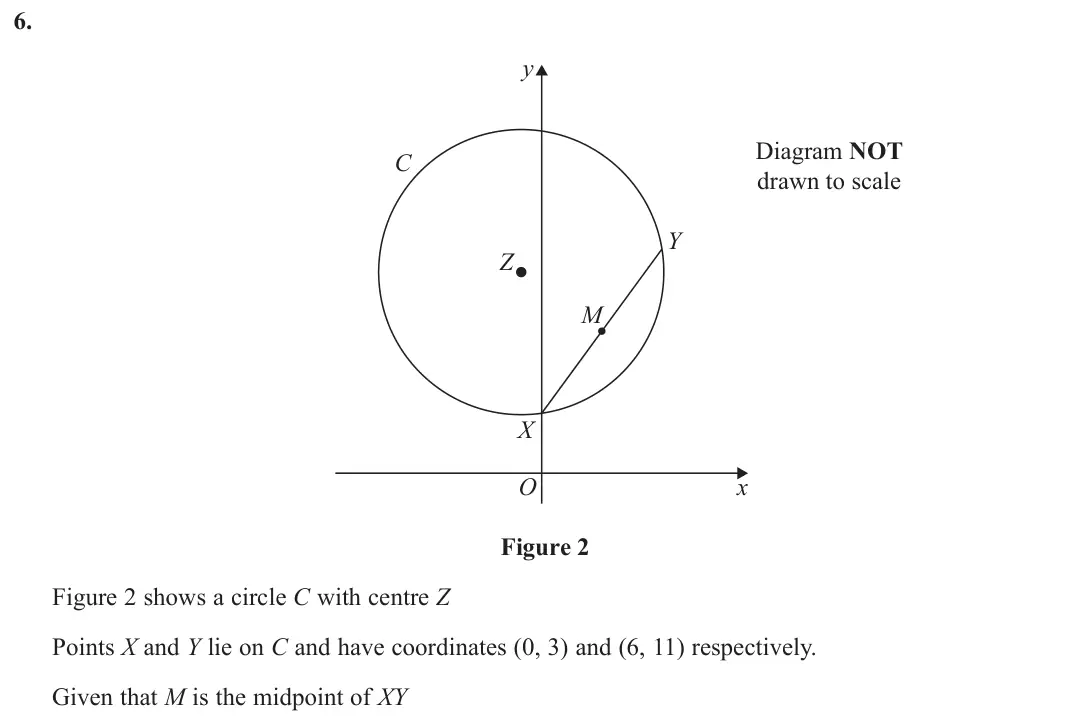 6.
y
C
Diagram NOT
drawn to scale
Y
Z
M
X
O
x
Figure 2
Figure 2 shows a circle C with centre Z
Points X and Y lie on C and have coordinates (0, 3) and (6, 11) respectively.
Given that M is the midpoint of XY